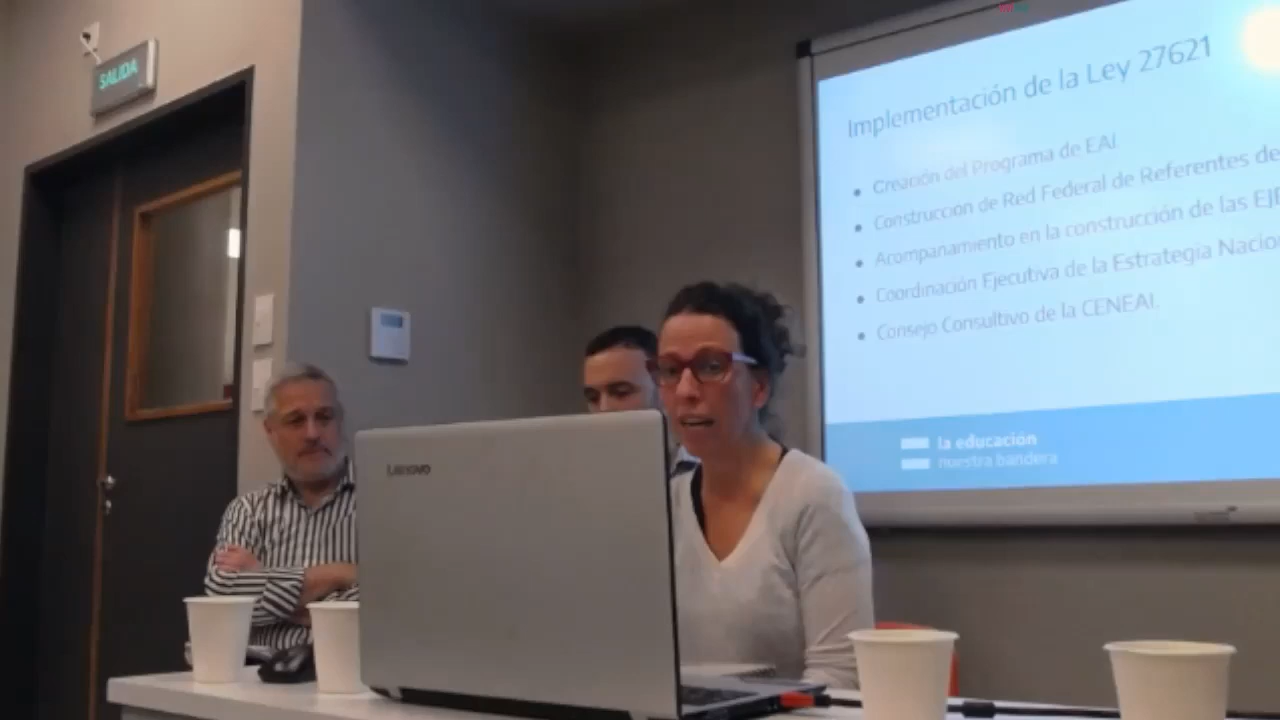 SALIDA
Implementación de la Ley 27621
• Creación del Programa de EAI.
• Construcción de Red Federal de Referentes de
• Acompañamiento en la construcción de las
• Coordinación Ejecutiva de la Estrategia
• Consejo Consultivo de la CENEAI.
la educación
nuestra bandera
Lenovo